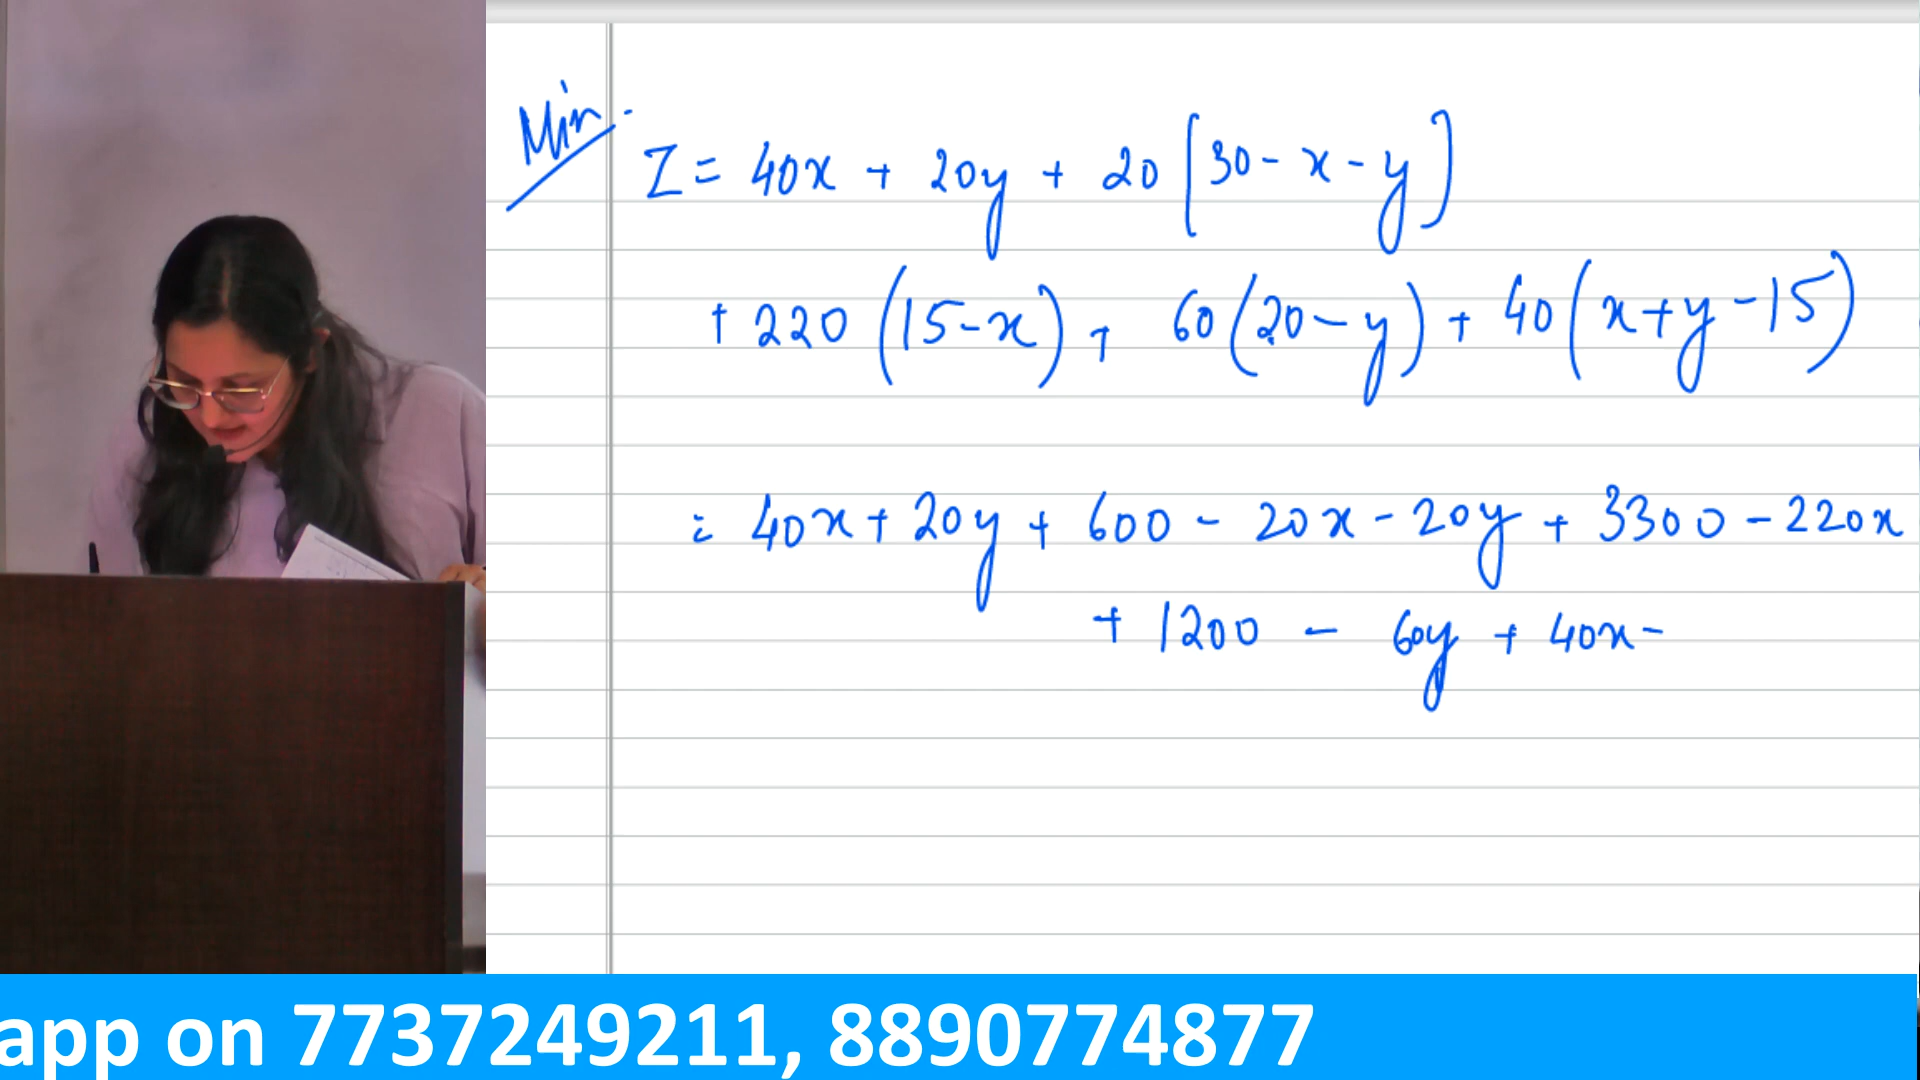 Min.
Z = 40x + 20y + 20 [30 - x - y]
+ 220 (15-x) + 60(20-y) + 40(x+y-15)
= 40x + 20y + 600 - 20x - 20y + 3300 - 220x
+ 1200 - 60y + 40x -
app on 7737249211, 8890774877